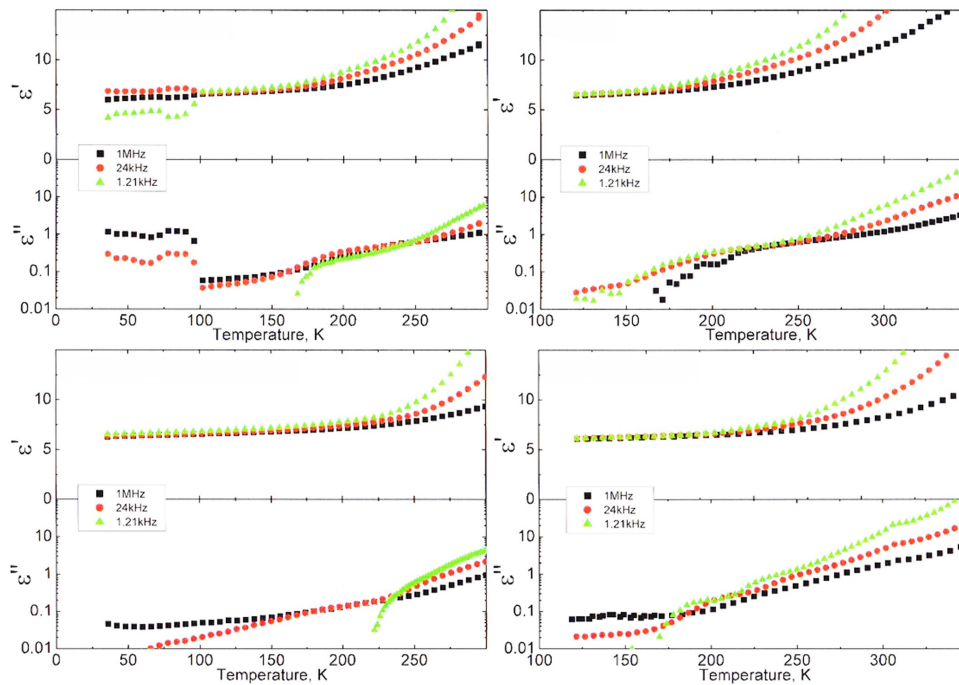 10
5
0
ε'
1MHz
24kHz
1.21kHz
10
1
0.1
0.01
ε''
0 50 100 150 200 250
Temperature, K
10
5
0
ε'
1MHz
24kHz
1.21kHz
10
1
0.1
0.01
ε''
100 150 200 250 300
Temperature, K
10
5
0
ε'
1MHz
24kHz
1.21kHz
10
1
0.1
0.01
ε''
0 50 100 150 200 250
Temperature, K
10
5
0
ε'
1MHz
24kHz
1.21kHz
10
1
0.1
0.01
ε''
100 150 200 250 300
Temperature, K